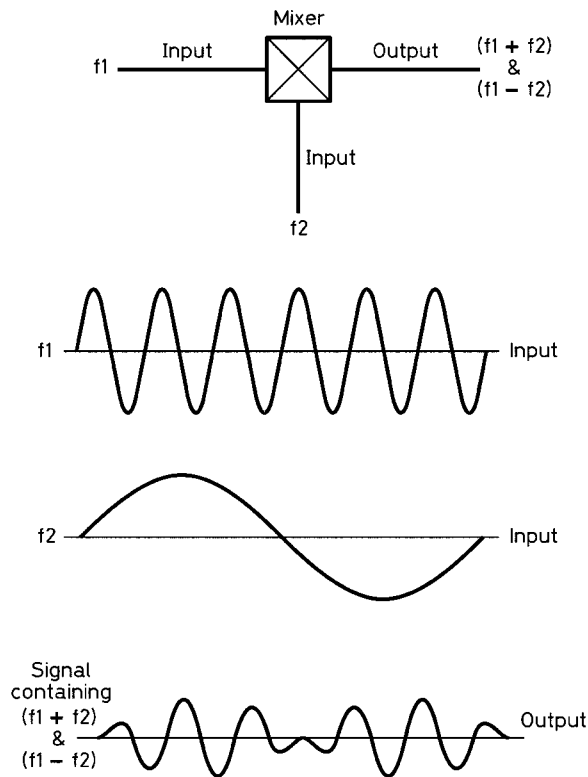 Mixer
f1
Input
Output
(f1 + f2)
&
(f1 – f2)
Input
f2
f1
Input
f2
Input
Signal
containing
(f1 + f2)
&
(f1 – f2)
Output